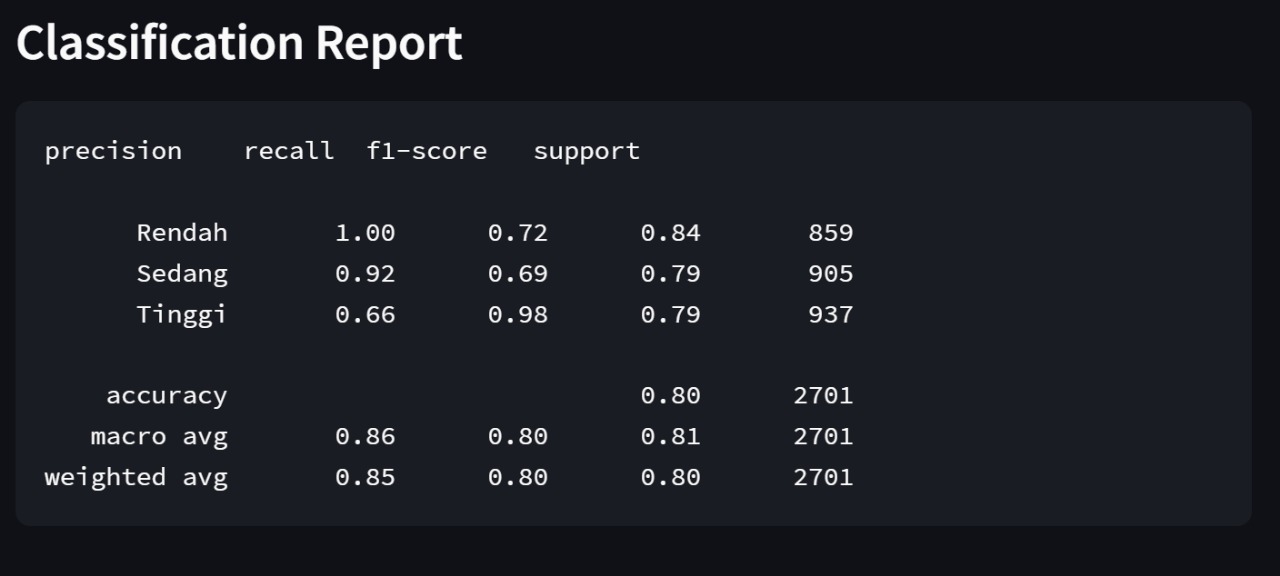 Classification Report
precision recall f1-score support
Rendah 1.00 0.72 0.84 859
Sedang 0.92 0.69 0.79 905
Tinggi 0.66 0.98 0.79 937
accuracy 0.80 2701
macro avg 0.86 0.80 0.81 2701
weighted avg 0.85 0.80 0.80 2701